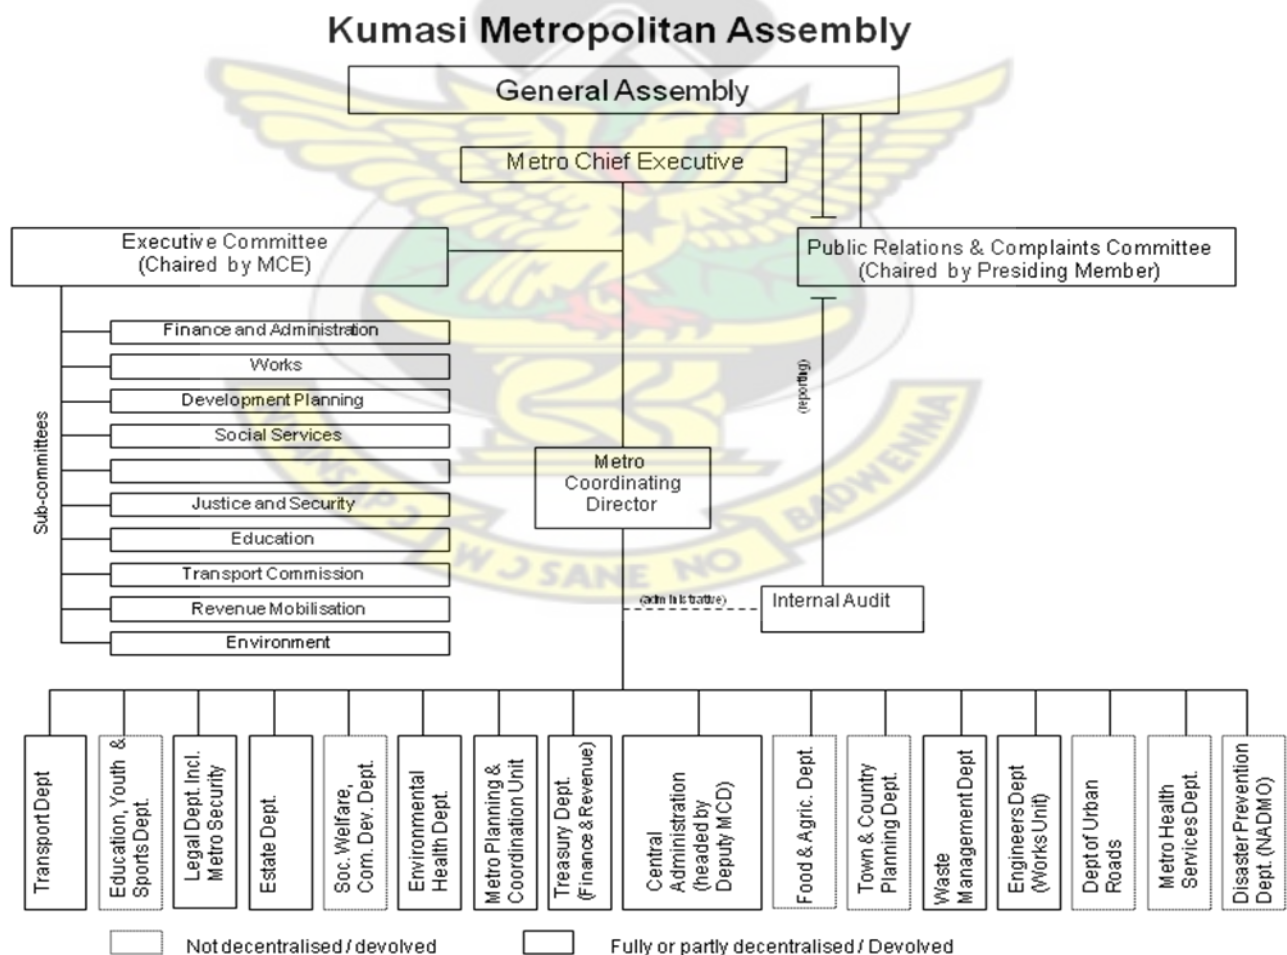 Kumasi Metropolitan Assembly
General Assembly
Metro Chief Executive
Executive Committee
(Chaired by MCE)
Public Relations & Complaints Committee
(Chaired by Presiding Member)
Sub-committees
Finance and Administration
Works
Development Planning
Social Services
Justice and Security
Education
Transport Commission
Revenue Mobilisation
Environment
Metro
Coordinating
Director
(reporting)
(administrative)
Internal Audit
WANSAP Ɔ
W Ɔ SANE NO
BADWENMA
Transport Dept
Education, Youth &
Sports Dept.
Legal Dept. Incl.
Metro Security
Estate Dept.
Soc. Welfare,
Com. Dev. Dept.
Environmental
Health Dept.
Metro Planning &
Coordination Unit
Treasury Dept.
(Finance & Revenue)
Central
Administration
(headed by
Deputy MCD)
Food & Agric. Dept.
Town & Country
Planning Dept.
Waste
Management Dept
Engineers Dept
(Works Unit)
Dept of Urban
Roads
Metro Health
Services Dept.
Disaster Prevention
Dept. (NADMO)
Not decentralised / devolved
Fully or partly decentralised / Devolved